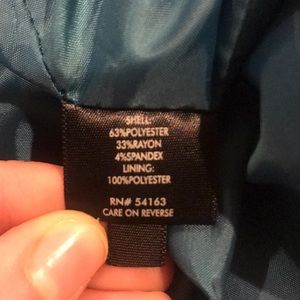 SHELL:
63%POLYESTER
33%RAYON
4%SPANDEX
LINING:
100%POLYESTER
RN# 54163
CARE ON REVERSE